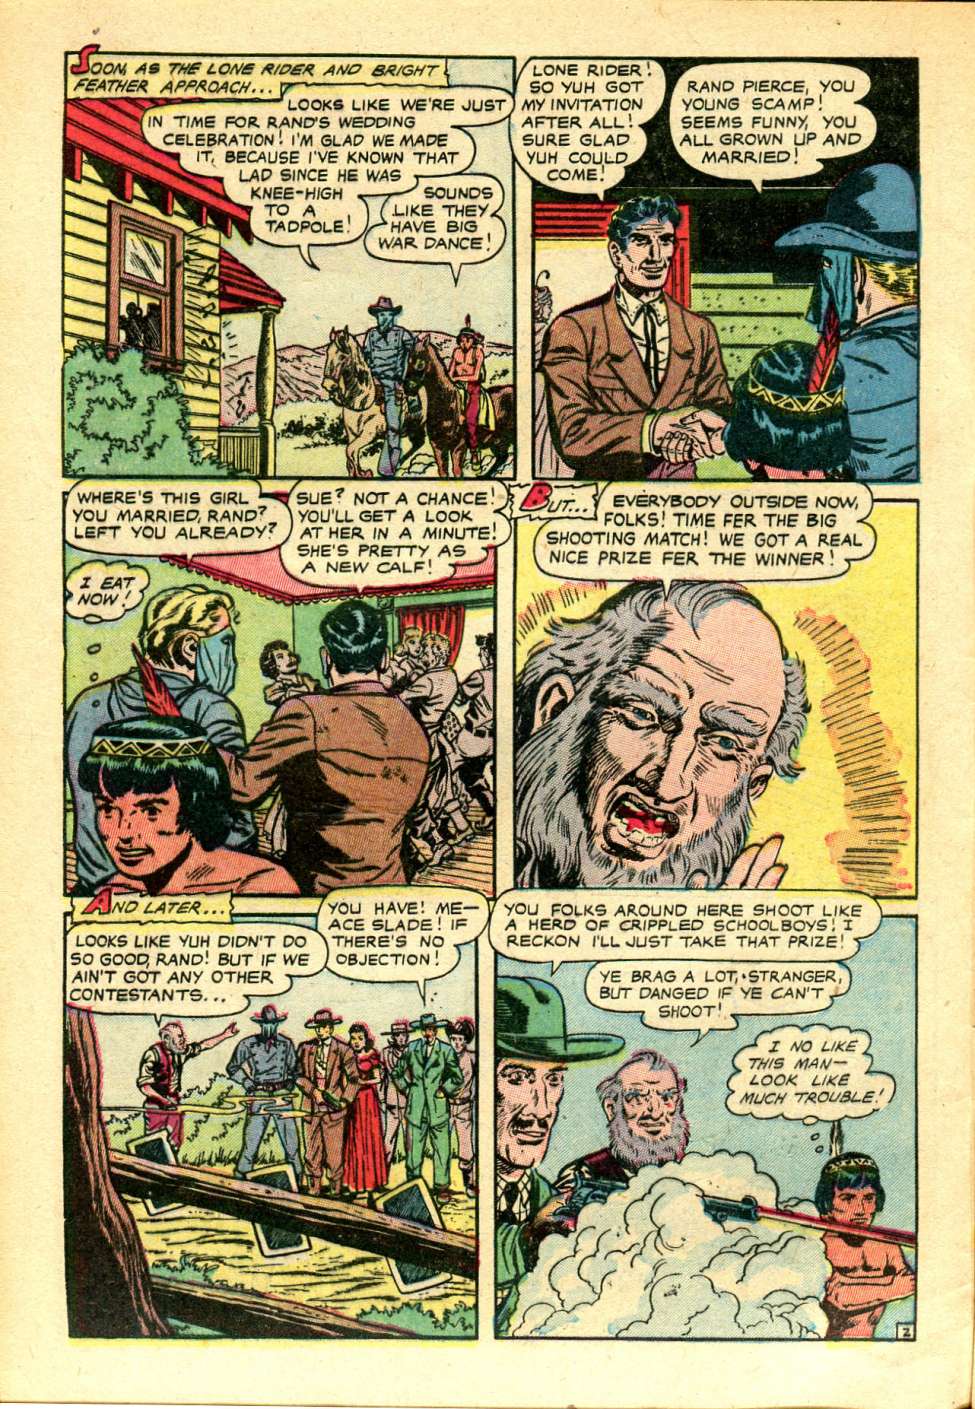 SOON, AS THE LONE RIDER AND BRIGHT
FEATHER APPROACH...
LOOKS LIKE WE'RE JUST
IN TIME FOR RAND'S WEDDING
CELEBRATION! I'M GLAD WE MADE
IT, BECAUSE I'VE KNOWN THAT
LAD SINCE HE WAS
KNEE-HIGH
TO A
TADPOLE!
SOUNDS
LIKE THEY
HAVE BIG
WAR DANCE!
LONE RIDER!
SO YUH GOT
MY INVITATION
AFTER ALL!
SURE GLAD
YUH COULD
COME!
RAND PIERCE, YOU
YOUNG SCAMP!
SEEMS FUNNY, YOU
ALL GROWN UP AND
MARRIED!
WHERE'S THIS GIRL
YOU MARRIED, RAND?
LEFT YOU ALREADY?
SUE? NOT A CHANCE!
YOU'LL GET A LOOK
AT HER IN A MINUTE!
SHE'S PRETTY AS
A NEW CALF!
I EAT
NOW!
BUT...
EVERYBODY OUTSIDE NOW,
FOLKS! TIME FER THE BIG
SHOOTING MATCH! WE GOT A REAL
NICE PRIZE FER THE WINNER!
AND LATER...
LOOKS LIKE YUH DIDN'T DO
SO GOOD, RAND! BUT IF WE
AIN'T GOT ANY OTHER
CONTESTANTS...
YOU HAVE! ME—
ACE SLADE! IF
THERE'S NO
OBJECTION!
YOU FOLKS AROUND HERE SHOOT LIKE
A HERD OF CRIPPLED SCHOOLBOYS! I
RECKON I'LL JUST TAKE THAT PRIZE!
YE BRAG A LOT, STRANGER,
BUT DANGED IF YE CAN'T
SHOOT!
I NO LIKE
THIS MAN—
LOOK LIKE
MUCH TROUBLE!
2